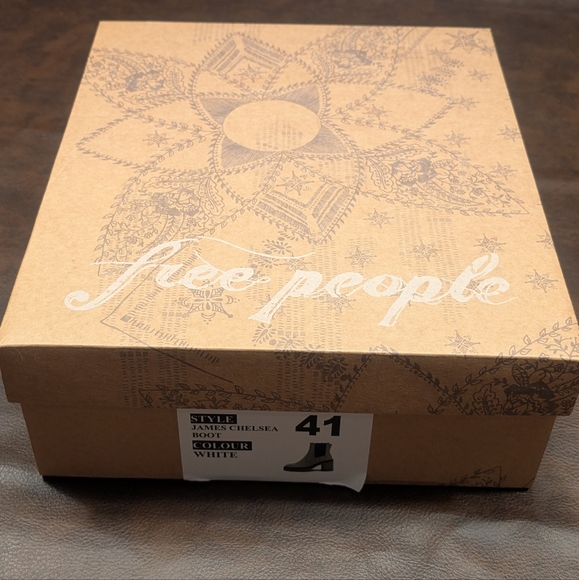 free people
STYLE
JAMES CHELSEA
BOOT
COLOUR
WHITE
41